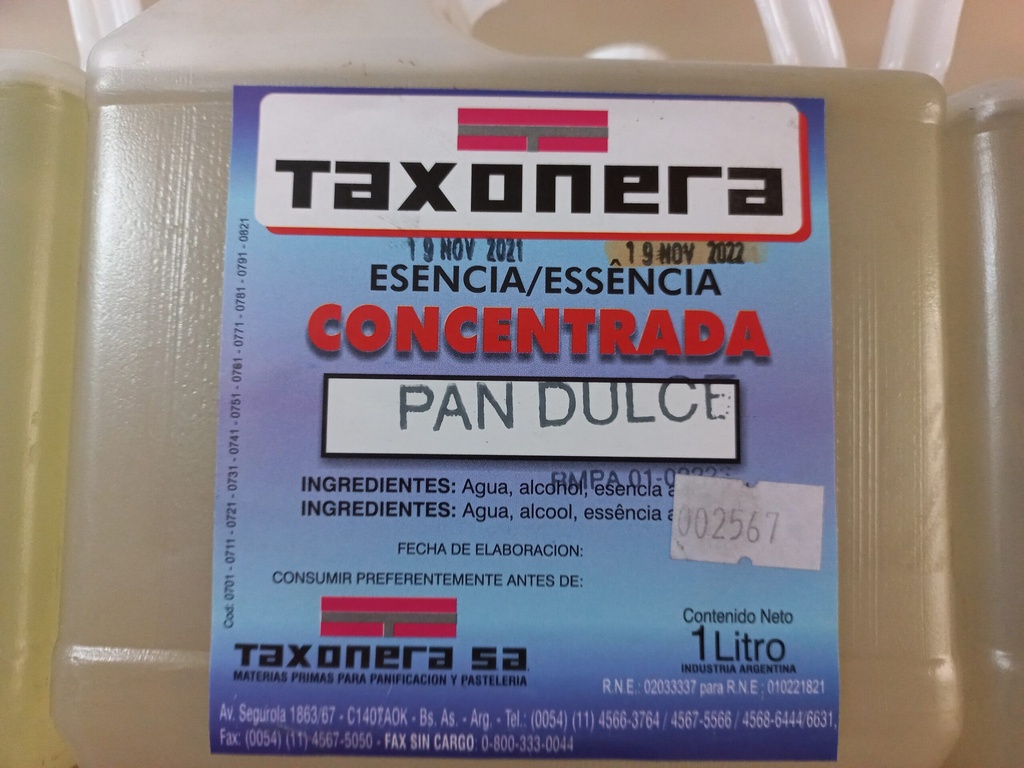 Taxonera
19 NOV 2021 19 NOV 2022
ESENCIA/ESSÊNCIA
CONCENTRADA
PAN DULCE
RMPA 01-
INGREDIENTES: Agua, alcohol, esencia a
INGREDIENTES: Agua, alcool, essência a
002567
FECHA DE ELABORACION:
CONSUMIR PREFERENTEMENTE ANTES DE:
Taxonera sa
MATERIAS PRIMAS PARA PANIFICACION Y PASTELERIA
Contenido Neto
1 Litro
INDUSTRIA ARGENTINA
R.N.E.: 02033337 para R.N.E : 010221821
Av. Segurola 1863/67 - C1407AOK - Bs. As. - Arg. - Tel.: (0054) (11) 4566-3764 / 4567-5566 / 4568-6444/6631,
Fax: (0054) (11) 4567-5050 - FAX SIN CARGO: 0-800-333-0044
Cod: 0701 - 0711 - 0721 - 0731 - 0741 - 0751 - 0761 - 0771 - 0781 - 0791 - 0821